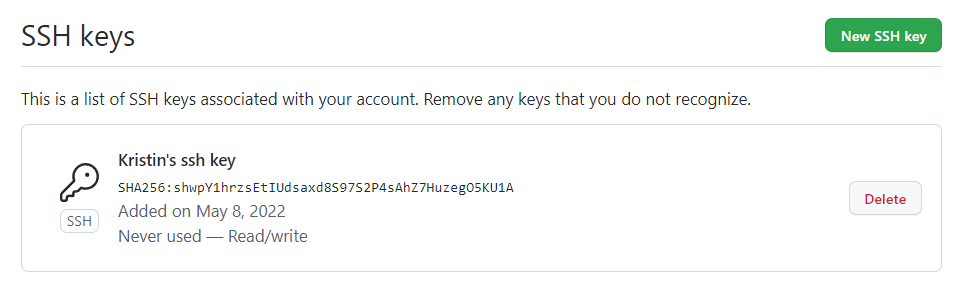 SSH keys
New SSH key
This is a list of SSH keys associated with your account. Remove any keys that you do not recognize.
Kristin's ssh key
SHA256:shwpY1hrzsEtIUdsaxd8S97S2P4sAhZ7HuzegO5KU1A
Added on May 8, 2022
Never used — Read/write
SSH
Delete